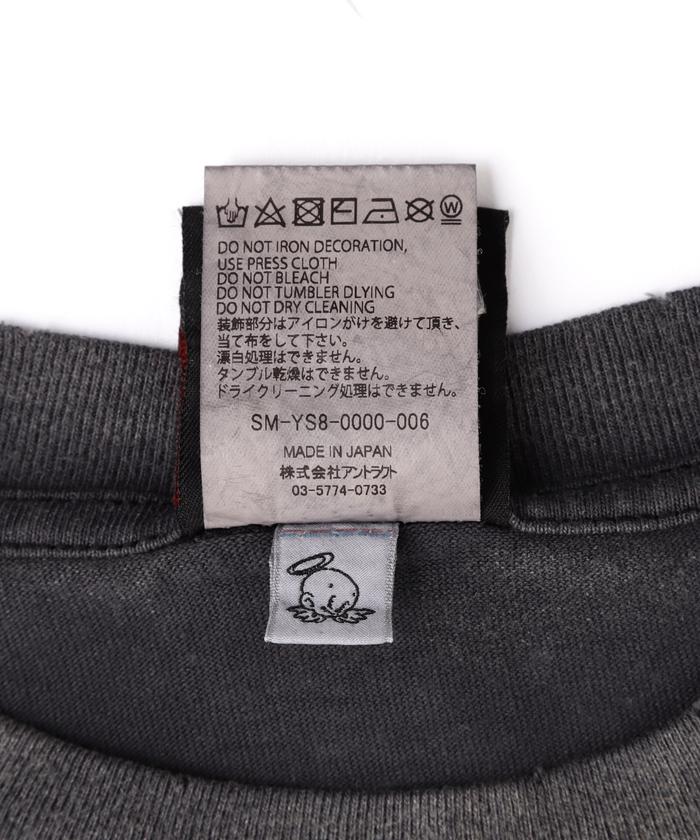 W
DO NOT IRON DECORATION,
USE PRESS CLOTH
DO NOT BLEACH
DO NOT TUMBLER DLYING
DO NOT DRY CLEANING
装飾部分はアイロンがけを避けて頂き、
当て布をして下さい。
漂白処理はできません。
タンブル乾燥はできません。
ドライクリーニング処理はできません。
SM-YS8-0000-006
MADE IN JAPAN
株式会社アントラクト
03-5774-0733